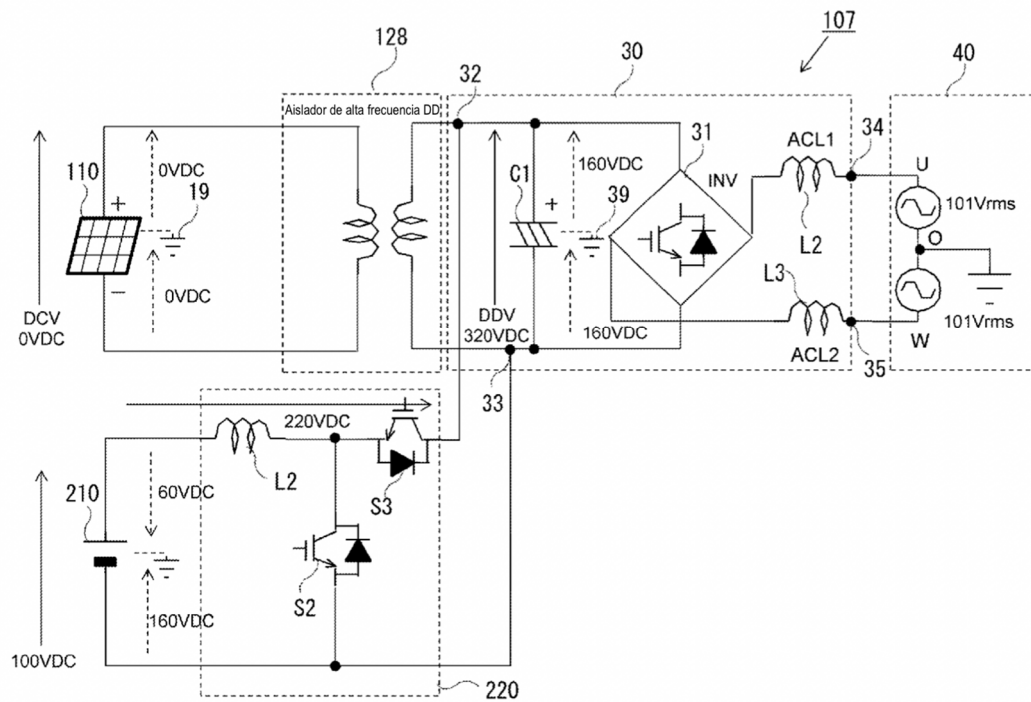 107
128
30
40
32
Aislador de alta frecuencia DD
34
ACL1
31
110
0VDC
160VDC
U
INV
C1
+
19
39
101Vrms
+
L2
O
L3
−
DCV
0VDC
0VDC
DDV
320VDC
160VDC
101Vrms
W
ACL2
35
33
220VDC
L2
S3
210
60VDC
S2
160VDC
100VDC
220